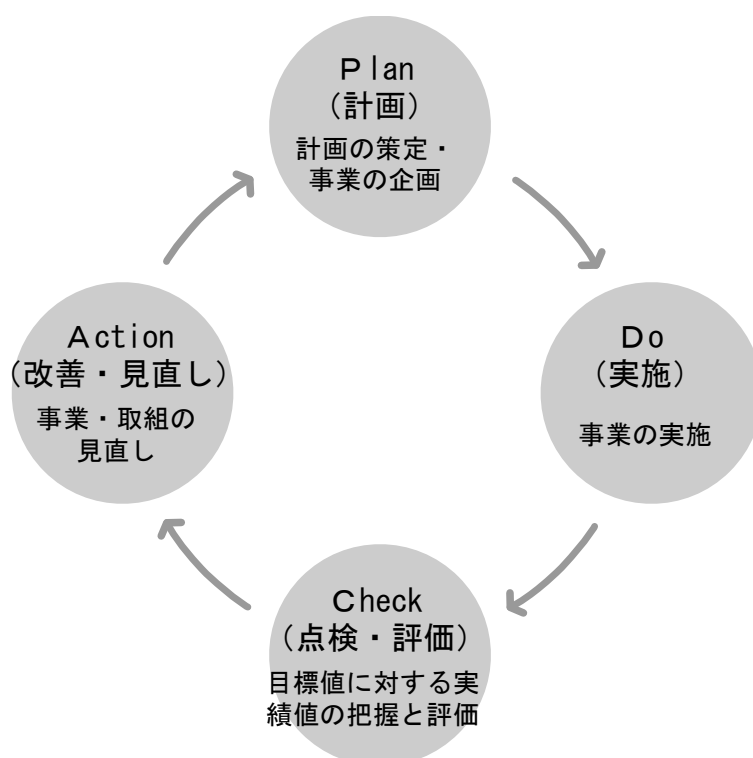 Plan
（計画）
計画の策定・
事業の企画
Do
（実施）
事業の実施
Check
（点検・評価）
目標値に対する実
績値の把握と評価
Action
（改善・見直し）
事業・取組の
見直し